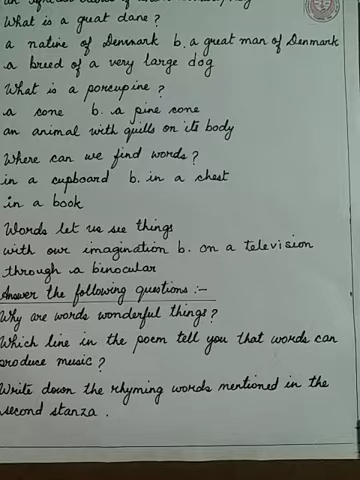 What is a great dane?
a native of Denmark b. a great man of Denmark
a breed of a very large dog
What is a porcupine?
a cone b. a pine cone
an animal with quills on its body
Where can we find words?
in a cupboard b. in a chest
in a book
Words let us see things
with our imagination b. on a television
through a binocular
Answer the following questions:-
Why are words wonderful things?
Which line in the poem tell you that words can
produce music?
Write down the rhyming words mentioned in the
second stanza.